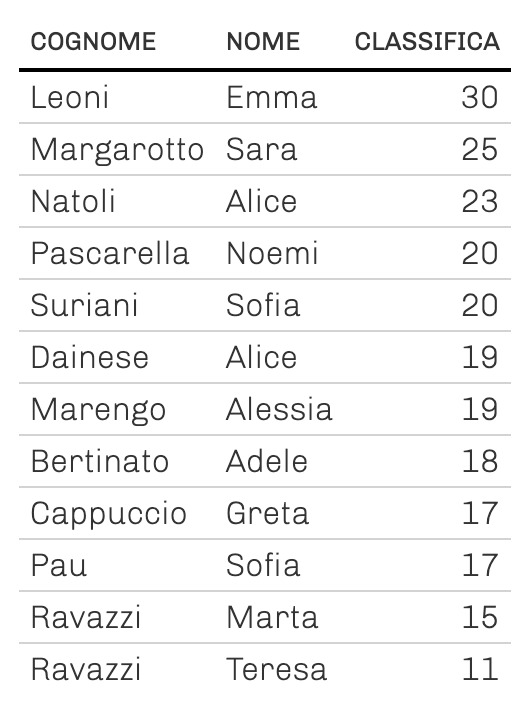 COGNOME NOME CLASSIFICA
Leoni Emma 30
Margarotto Sara 25
Natoli Alice 23
Pascarella Noemi 20
Suriani Sofia 20
Dainese Alice 19
Marengo Alessia 19
Bertinato Adele 18
Cappuccio Greta 17
Pau Sofia 17
Ravazzi Marta 15
Ravazzi Teresa 11